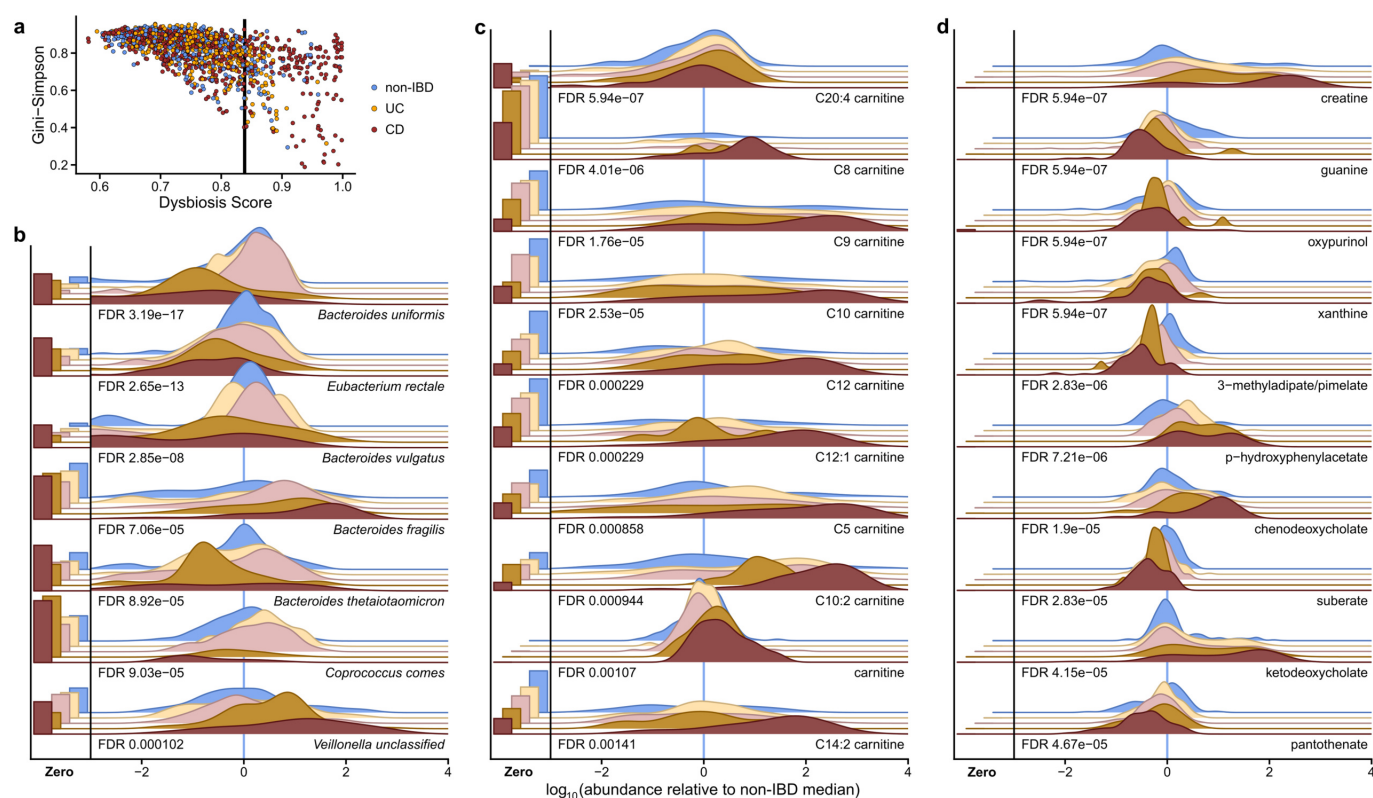 a
Gini−Simpson
0.8
0.6
0.4
0.2
0.6 0.7 0.8 0.9 1.0
Dysbiosis Score
non-IBD
UC
CD
b
FDR 3.19e−17 Bacteroides uniformis
FDR 2.65e−13 Eubacterium rectale
FDR 2.85e−08 Bacteroides vulgatus
FDR 7.06e−05 Bacteroides fragilis
FDR 8.92e−05 Bacteroides thetaiotaomicron
FDR 9.03e−05 Coprococcus comes
FDR 0.000102 Veillonella unclassified
Zero −2 0 2 4
c
FDR 5.94e−07 C20:4 carnitine
FDR 4.01e−06 C8 carnitine
FDR 1.76e−05 C9 carnitine
FDR 2.53e−05 C10 carnitine
FDR 0.000229 C12 carnitine
FDR 0.000229 C12:1 carnitine
FDR 0.000858 C5 carnitine
FDR 0.000944 C10:2 carnitine
FDR 0.00107 carnitine
FDR 0.00141 C14:2 carnitine
Zero −2 0 2 4
log₁₀(abundance relative to non−IBD median)
d
FDR 5.94e−07 creatine
FDR 5.94e−07 guanine
FDR 5.94e−07 oxypurinol
FDR 5.94e−07 xanthine
FDR 2.83e−06 3−methyladipate/pimelate
FDR 7.21e−06 p−hydroxyphenylacetate
FDR 1.9e−05 chenodeoxycholate
FDR 2.83e−05 suberate
FDR 4.15e−05 ketodeoxycholate
FDR 4.67e−05 pantothenate
Zero −2 0 2 4